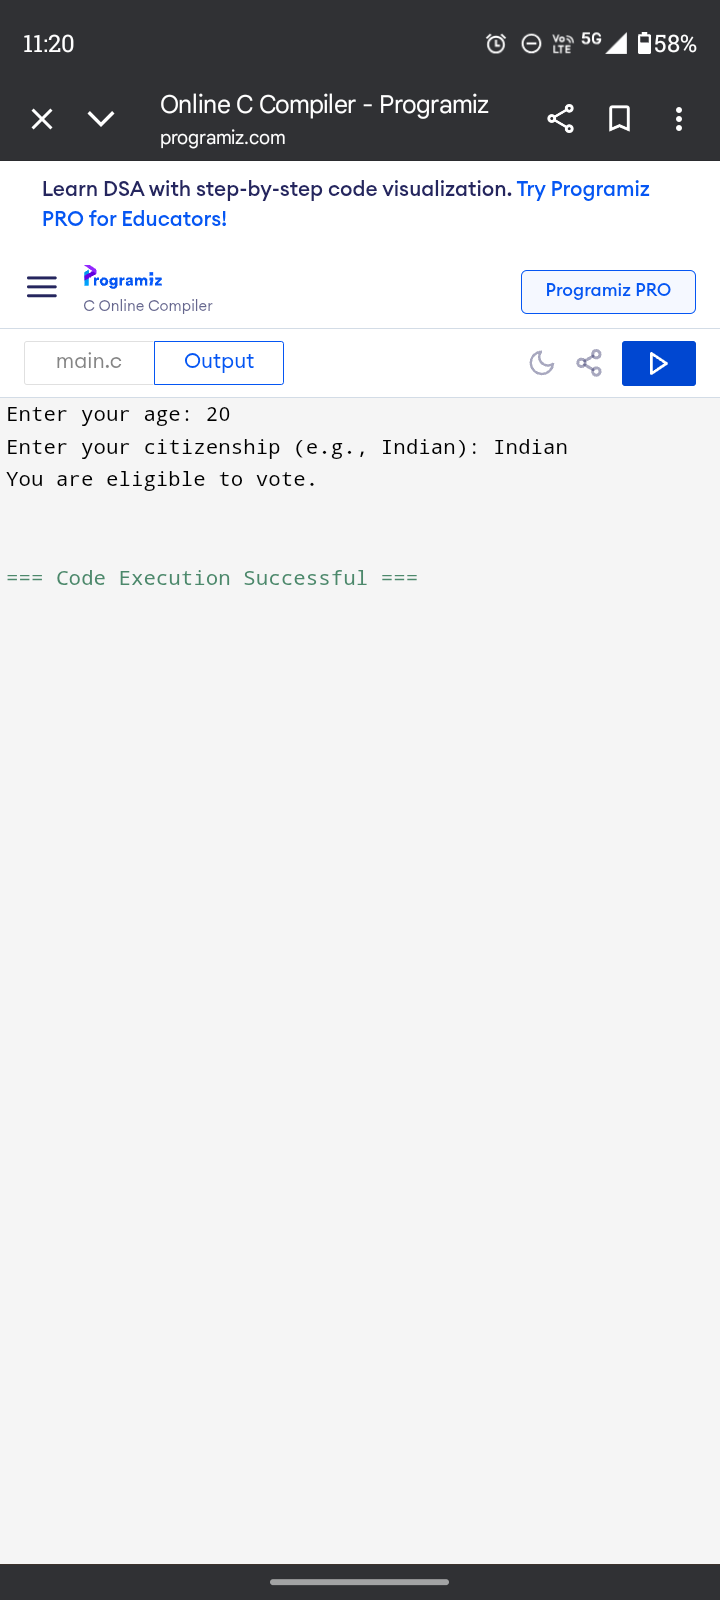 11:20
Vo LTE 5G 58%
Online C Compiler - Programiz
programiz.com
Learn DSA with step-by-step code visualization. Try Programiz
PRO for Educators!
Programiz
C Online Compiler
Programiz PRO
main.c
Output
Enter your age: 20
Enter your citizenship (e.g., Indian): Indian
You are eligible to vote.
=== Code Execution Successful ===